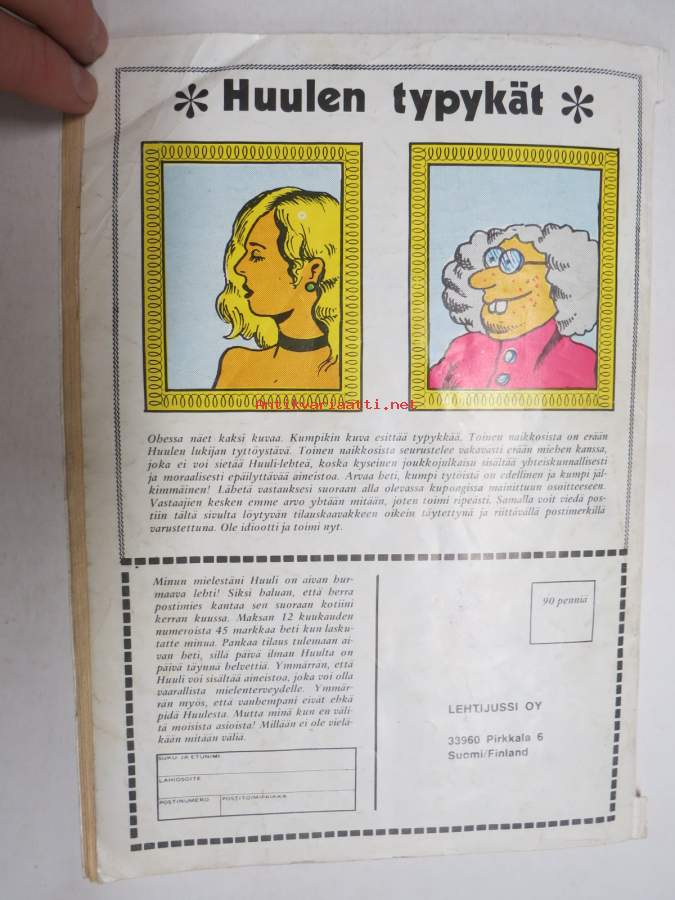 * Huulen typykät *
Antikvariaatti.net
Ohessa näet kaksi kuvaa. Kumpikin kuva esittää typykkää. Toinen naikkosista on erään
Huulen lukijan tyttöystävä. Toinen naikkosista seurustelee vakavasti erään miehen kanssa,
joka ei voi sietää Huuli-lehteä, koska kyseinen joukkojulkaisu sisältää yhteiskunnallisesti
ja moraalisesti epäilyttävää aineistoa. Arvaa heti, kumpi tytöistä on edellinen ja kumpi jäl-
kimmäinen! Lähetä vastauksesi suoraan alla olevassa kupongissa mainittuun osoitteeseen.
Vastaajien kesken emme arvo yhtään mitään, joten toimi ripeästi. Samalla voit viedä pos-
tiin tältä sivulta löytyvän tilauskaavakkeen oikein täytettynä ja riittävällä postimerkillä
varustettuna. Ole idiootti ja toimi nyt.
Minun mielestäni Huuli on aivan hur-
maava lehti! Siksi haluan, että herra
postimies kantaa sen suoraan kotiini
kerran kuussa. Maksan 12 kuukauden
numeroista 45 markkaa heti kun lasku-
tatte minua. Pankaa tilaus tulemaan ai-
van heti, sillä päivä ilman Huulta on
päivä täynnä helvettiä. Ymmärrän, että
Huuli voi sisältää aineistoa, joka voi olla
vaarallista mielenterveydelle. Ymmär-
rän myös, että vanhempani eivät ehkä
pidä Huulesta. Mutta minä kun en väli-
tä moisista asioista! Millään ei ole vielä-
kään mitään väliä.
SUKU JA ETUNIMI
LÄHIOSOITE
POSTINUMERO POSTITOIMIPAIKKA
90 penniä
LEHTIJUSSI OY
33960 Pirkkala 6
Suomi/Finland